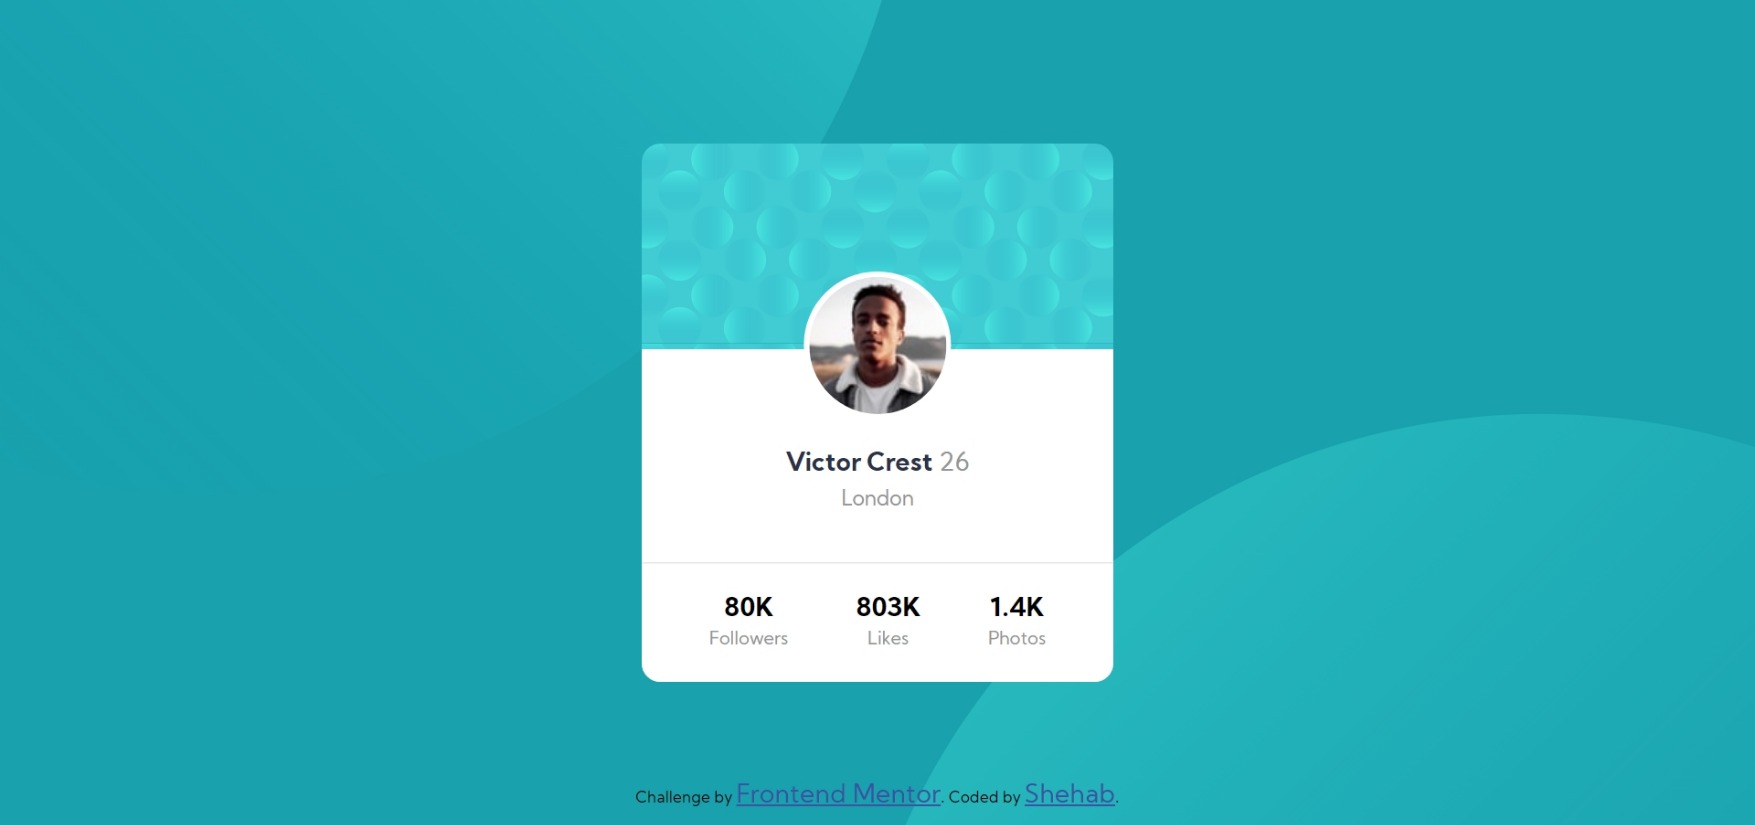 Victor Crest 26
London
80K 803K 1.4K
Followers Likes Photos
Challenge by Frontend Mentor. Coded by Shehab.